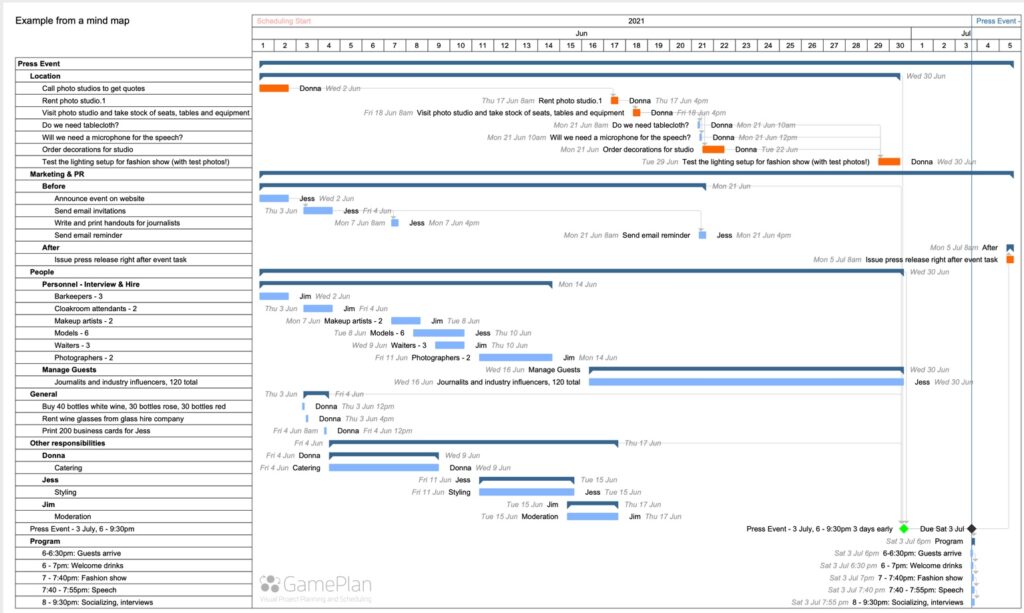 Example from a mind map
Scheduling Start 2021 Press Event -
Jun Jul
1 2 3 4 5 6 7 8 9 10 11 12 13 14 15 16 17 18 19 20 21 22 23 24 25 26 27 28 29 30 1 2 3 4 5
Press Event
Location Wed 30 Jun
Call photo studios to get quotes Donna Wed 2 Jun
Rent photo studio.1 Thu 17 Jun 8am Rent photo studio.1 Donna Thu 17 Jun 4pm
Visit photo studio and take stock of seats, tables and equipment Fri 18 Jun 8am Visit photo studio and take stock of seats, tables and equipment Donna Fri 18 Jun 4pm
Do we need tablecloth? Mon 21 Jun 8am Do we need tablecloth? Donna Mon 21 Jun 10am
Will we need a microphone for the speech? Mon 21 Jun 10am Will we need a microphone for the speech? Donna Mon 21 Jun 12pm
Order decorations for studio Mon 21 Jun Order decorations for studio Donna Tue 22 Jun
Test the lighting setup for fashion show (with test photos!) Tue 29 Jun Test the lighting setup for fashion show (with test photos!) Donna Wed 30 Jun
Marketing & PR
Before Mon 21 Jun
Announce event on website Jess Wed 2 Jun
Send email invitations Thu 3 Jun Jess Fri 4 Jun
Write and print handouts for journalists Mon 7 Jun 8am Jess Mon 7 Jun 4pm
Send email reminder Mon 21 Jun 8am Send email reminder Jess Mon 21 Jun 4pm
After Mon 5 Jul 8am After
Issue press release right after event task Mon 5 Jul 8am Issue press release right after event task
People Wed 30 Jun
Personnel - Interview & Hire Mon 14 Jun
Barkeepers - 3 Jim Wed 2 Jun
Cloakroom attendants - 2 Thu 3 Jun Jim Fri 4 Jun
Makeup artists - 2 Mon 7 Jun Makeup artists - 2 Jim Tue 8 Jun
Models - 6 Tue 8 Jun Models - 6 Jess Thu 10 Jun
Waiters - 3 Wed 9 Jun Waiters - 3 Jim Thu 10 Jun
Photographers - 2 Fri 11 Jun Photographers - 2 Jim Mon 14 Jun
Manage Guests Wed 16 Jun Manage Guests Wed 30 Jun
Journalits and industry influencers, 120 total Wed 16 Jun Journalits and industry influencers, 120 total Jess Wed 30 Jun
General Thu 3 Jun Fri 4 Jun
Buy 40 bottles white wine, 30 bottles rose, 30 bottles red Donna Thu 3 Jun 12pm
Rent wine glasses from glass hire company Donna Thu 3 Jun 4pm
Print 200 business cards for Jess Fri 4 Jun 8am Donna Fri 4 Jun 12pm
Other responsibilities Fri 4 Jun Thu 17 Jun
Donna Fri 4 Jun Donna Wed 9 Jun
Catering Fri 4 Jun Catering Donna Wed 9 Jun
Jess Fri 11 Jun Jess Tue 15 Jun
Styling Fri 11 Jun Styling Jess Tue 15 Jun
Jim Tue 15 Jun Jim Thu 17 Jun
Moderation Tue 15 Jun Moderation Jim Thu 17 Jun
Press Event - 3 July, 6 - 9:30pm Press Event - 3 July, 6 - 9:30pm 3 days early Due Sat 3 Jul
Program Sat 3 Jul 6pm Program
6-6:30pm: Guests arrive Sat 3 Jul 6pm 6-6:30pm: Guests arrive
6 - 7pm: Welcome drinks Sat 3 Jul 6:30 pm 6 - 7pm: Welcome drinks
7 - 7:40pm: Fashion show Sat 3 Jul 7pm 7 - 7:40pm: Fashion show
7:40 - 7:55pm: Speech Sat 3 Jul 7:40 pm 7:40 - 7:55pm: Speech
8 - 9:30pm: Socializing, interviews Sat 3 Jul 7:55 pm 8 - 9:30pm: Socializing, interviews
GamePlan
Visual Project Planning and Scheduling